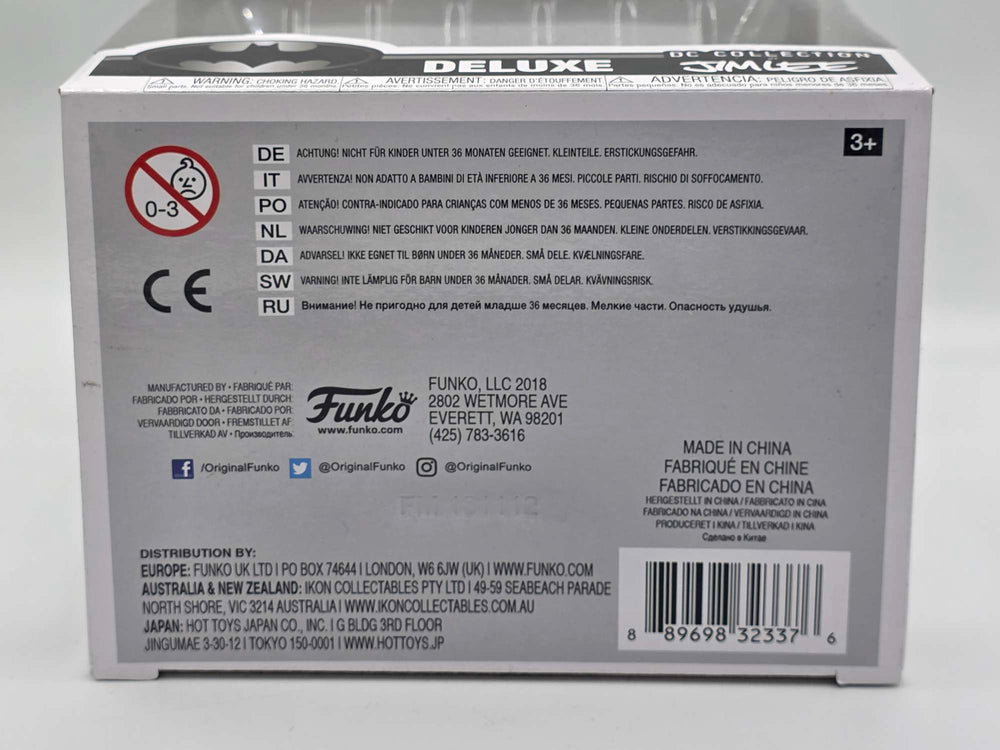 DELUXE
DC COLLECTION
JIM LEE
WARNING: CHOKING HAZARD.
Small parts. Not suitable for children under 36 months.
AVERTISSEMENT: DANGER D'ÉTOUFFEMENT
Petites pièces. Ne convient pas aux enfants de moins de 36 mois.
ADVERTENCIA: PELIGRO DE ASFIXIA
Partes pequeñas. No es adecuado para niños menores de 36 meses.
3+
0-3
DE ACHTUNG! NICHT FÜR KINDER UNTER 36 MONATEN GEEIGNET. KLEINTEILE. ERSTICKUNGSGEFAHR.
IT AVVERTENZA! NON ADATTO A BAMBINI DI ETÀ INFERIORE A 36 MESI. PICCOLE PARTI. RISCHIO DI SOFFOCAMENTO.
PO ATENÇÃO! CONTRA-INDICADO PARA CRIANÇAS COM MENOS DE 36 MESES. PEQUENAS PARTES. RISCO DE ASFIXIA.
NL WAARSCHUWING! NIET GESCHIKT VOOR KINDEREN JONGER DAN 36 MAANDEN. KLEINE ONDERDELEN. VERSTIKKINGSGEVAAR.
DA ADVARSEL! IKKE EGNET TIL BØRN UNDER 36 MÅNEDER. SMÅ DELE. KVÆLNINGSFARE.
SW VARNING! INTE LÄMPLIG FÖR BARN UNDER 36 MÅNADER. SMÅ DELAR. KVÄVNINGSRISK.
RU Внимание! Не пригодно для детей младше 36 месяцев. Мелкие части. Опасность удушья.
CE
MANUFACTURED BY • FABRIQUÉ PAR:
FABRICADO POR • HERGESTELLT DURCH:
FABBRICATO DA • FABRICADO POR:
VERVAARDIGD DOOR • FREMSTILLET AF:
TILLVERKAD AV • Производитель:
Funko
www.funko.com
FUNKO, LLC 2018
2802 WETMORE AVE
EVERETT, WA 98201
(425) 783-3616
/OriginalFunko
@OriginalFunko
@OriginalFunko
MADE IN CHINA
FABRIQUÉ EN CHINE
FABRICADO EN CHINA
HERGESTELLT IN CHINA / FABBRICATO IN CINA
FABRICADO NA CHINA / VERVAARDIGD IN CHINA
PRODUCERET I KINA / TILLVERKAD I KINA
Сделано в Китае
DISTRIBUTION BY:
EUROPE: FUNKO UK LTD I PO BOX 74644 I LONDON, W6 6JW (UK) I WWW.FUNKO.COM
AUSTRALIA & NEW ZEALAND: IKON COLLECTABLES PTY LTD I 49-59 SEABEACH PARADE
NORTH SHORE, VIC 3214 AUSTRALIA I WWW.IKONCOLLECTABLES.COM.AU
JAPAN: HOT TOYS JAPAN CO., INC. I G BLDG 3RD FLOOR
JINGUMAE 3-30-12 I TOKYO 150-0001 I WWW.HOTTOYS.JP
8 89698 32337 6